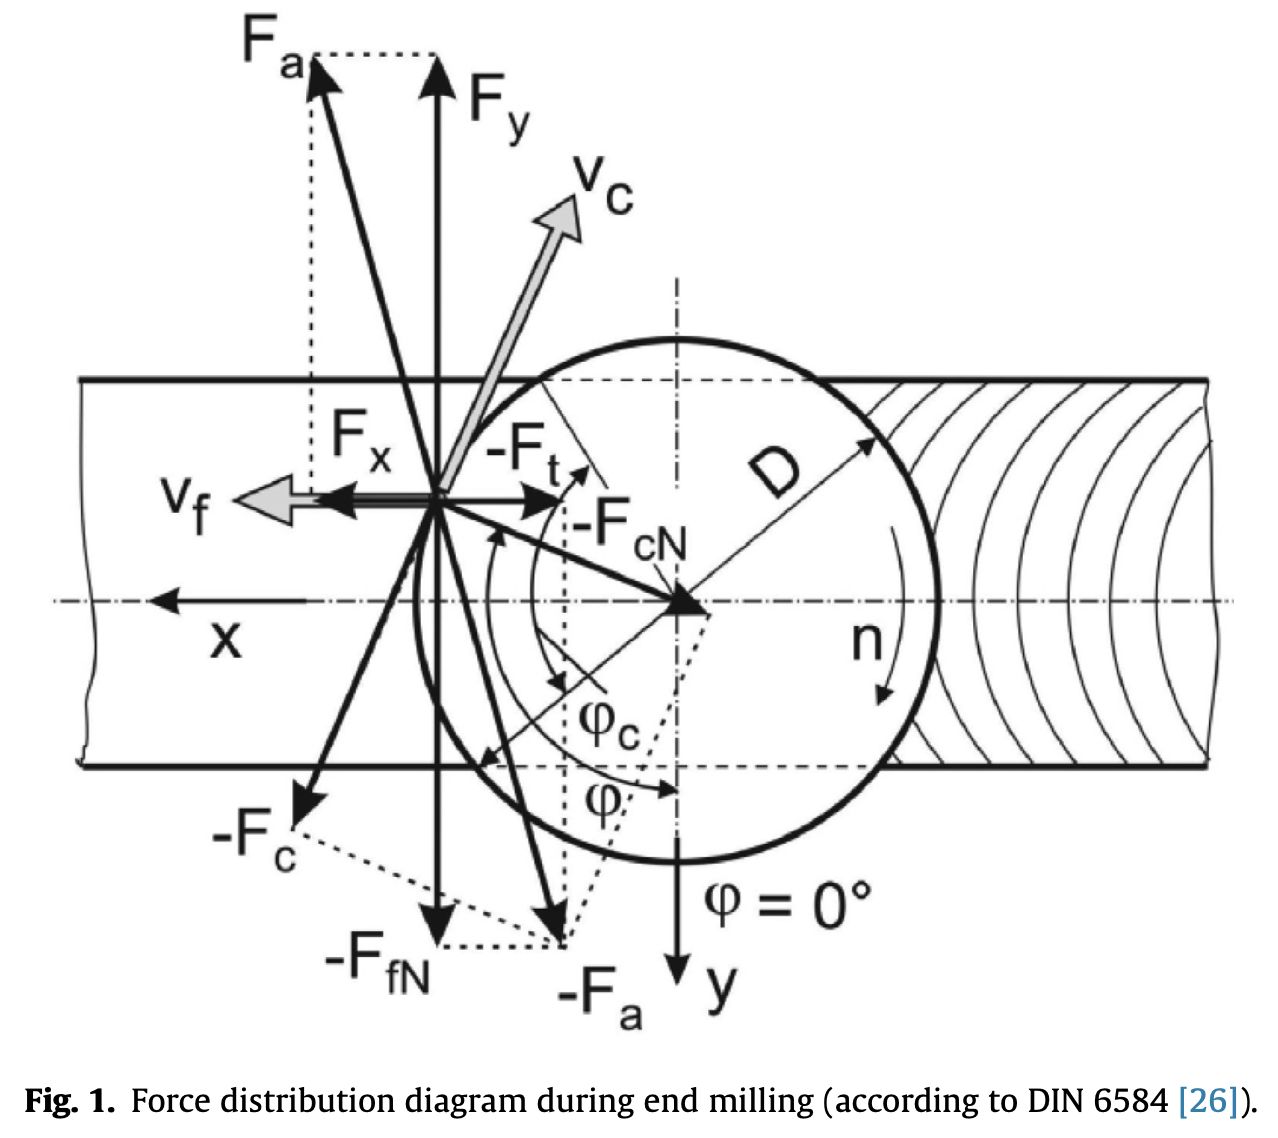 Fa
Fy
vc
Fx
-Ft
D
vf
-FcN
x
n
φc
φ
-Fc
φ = 0°
-FfN
-Fa
y
Fig. 1. Force distribution diagram during end milling (according to DIN 6584 [26]).